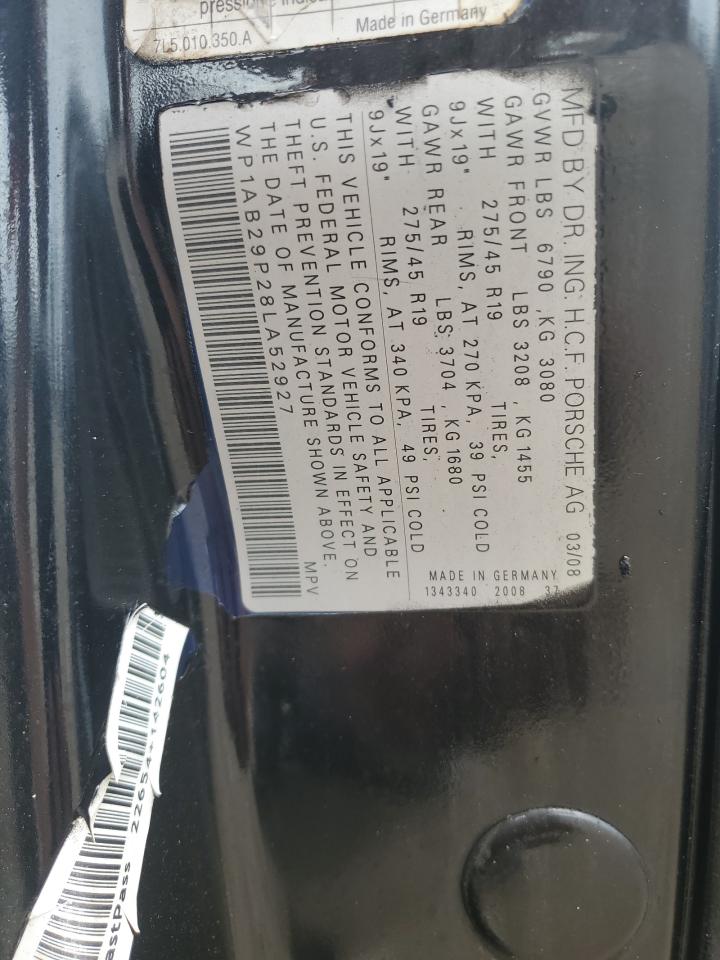 7L5.010.350.A
Made in Germany
MFD BY DR. ING. H.C.F. PORSCHE AG 03/08
GVWR LBS 6790 ,KG 3080
GAWR FRONT LBS 3208 , KG 1455
WITH 275/45 R19 TIRES,
9Jx19" RIMS, AT 270 KPA, 39 PSI COLD
GAWR REAR LBS 3704 , KG 1680
WITH 275/45 R19 TIRES,
9Jx19" RIMS, AT 340 KPA, 49 PSI COLD
THIS VEHICLE CONFORMS TO ALL APPLICABLE
U.S. FEDERAL MOTOR VEHICLE SAFETY AND
THEFT PREVENTION STANDARDS IN EFFECT ON
THE DATE OF MANUFACTURE SHOWN ABOVE.
WP1AB29P28LA52927
MPV
MADE IN GERMANY
1343340 2008 37
22654+142604
astPass